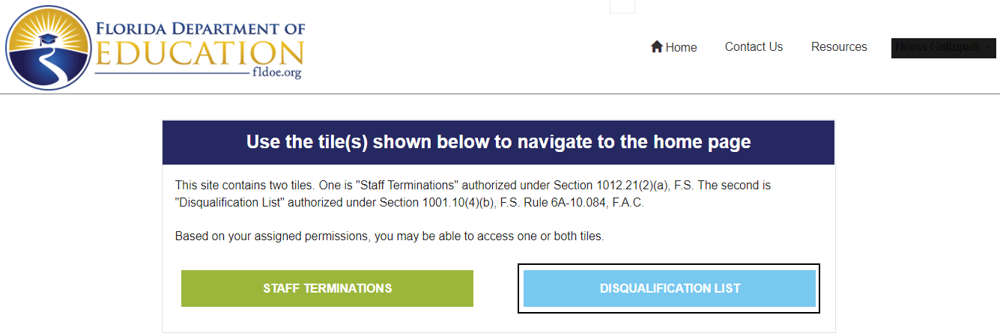 FLORIDA DEPARTMENT OF
EDUCATION
fldoe.org
Home Contact Us Resources Hema Gattupalli
Use the tile(s) shown below to navigate to the home page
This site contains two tiles. One is "Staff Terminations" authorized under Section 1012.21(2)(a), F.S. The second is
"Disqualification List" authorized under Section 1001.10(4)(b), F.S. Rule 6A-10.084, F.A.C.
Based on your assigned permissions, you may be able to access one or both tiles.
STAFF TERMINATIONS DISQUALIFICATION LIST